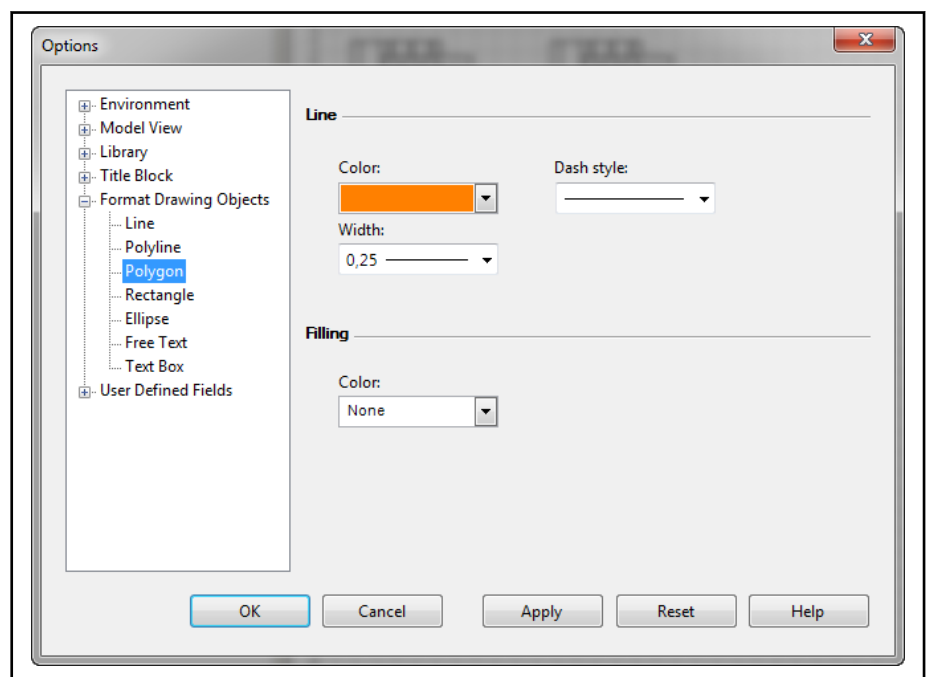 Options
Environment
Model View
Library
Title Block
Format Drawing Objects
Line
Polyline
Polygon
Rectangle
Ellipse
Free Text
Text Box
User Defined Fields
Line
Color:
Dash style:
Width:
0,25
Filling
Color:
None
OK
Cancel
Apply
Reset
Help